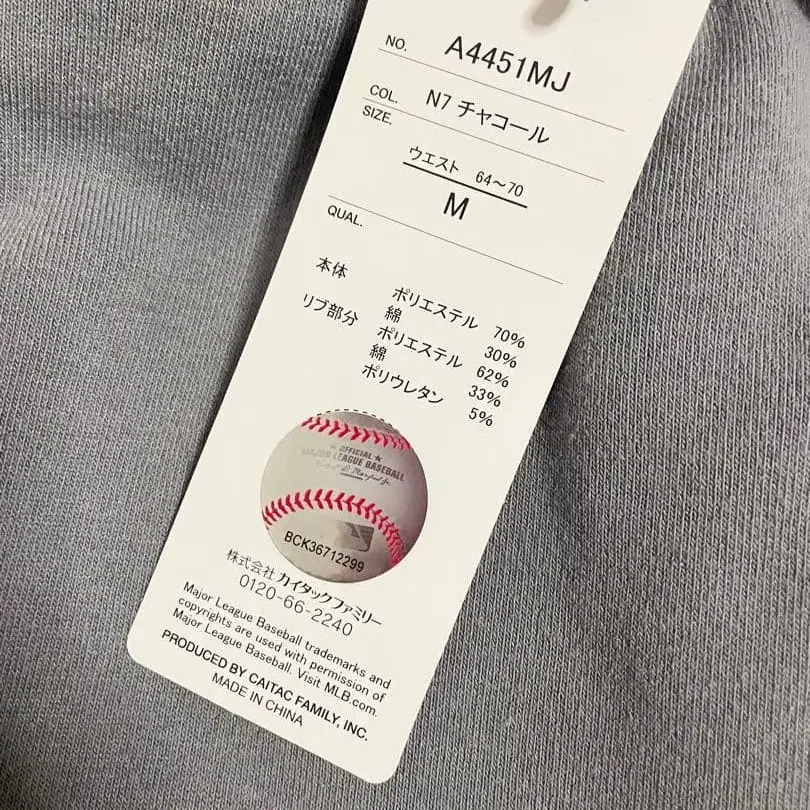 NO. A4451MJ
COL. N7 チャコール
SIZE.
ウエスト 64～70
M
QUAL.
本体 ポリエステル 70%
綿 30%
リブ部分 ポリエステル 62%
綿 33%
ポリウレタン 5%
★ OFFICIAL ★
MAJOR LEAGUE BASEBALL
BCK36712299
株式会社 カイタックファミリー
0120-66-2240
Major League Baseball trademarks and
copyrights are used with permission of
Major League Baseball. Visit MLB.com.
PRODUCED BY CAITAC FAMILY, INC.
MADE IN CHINA